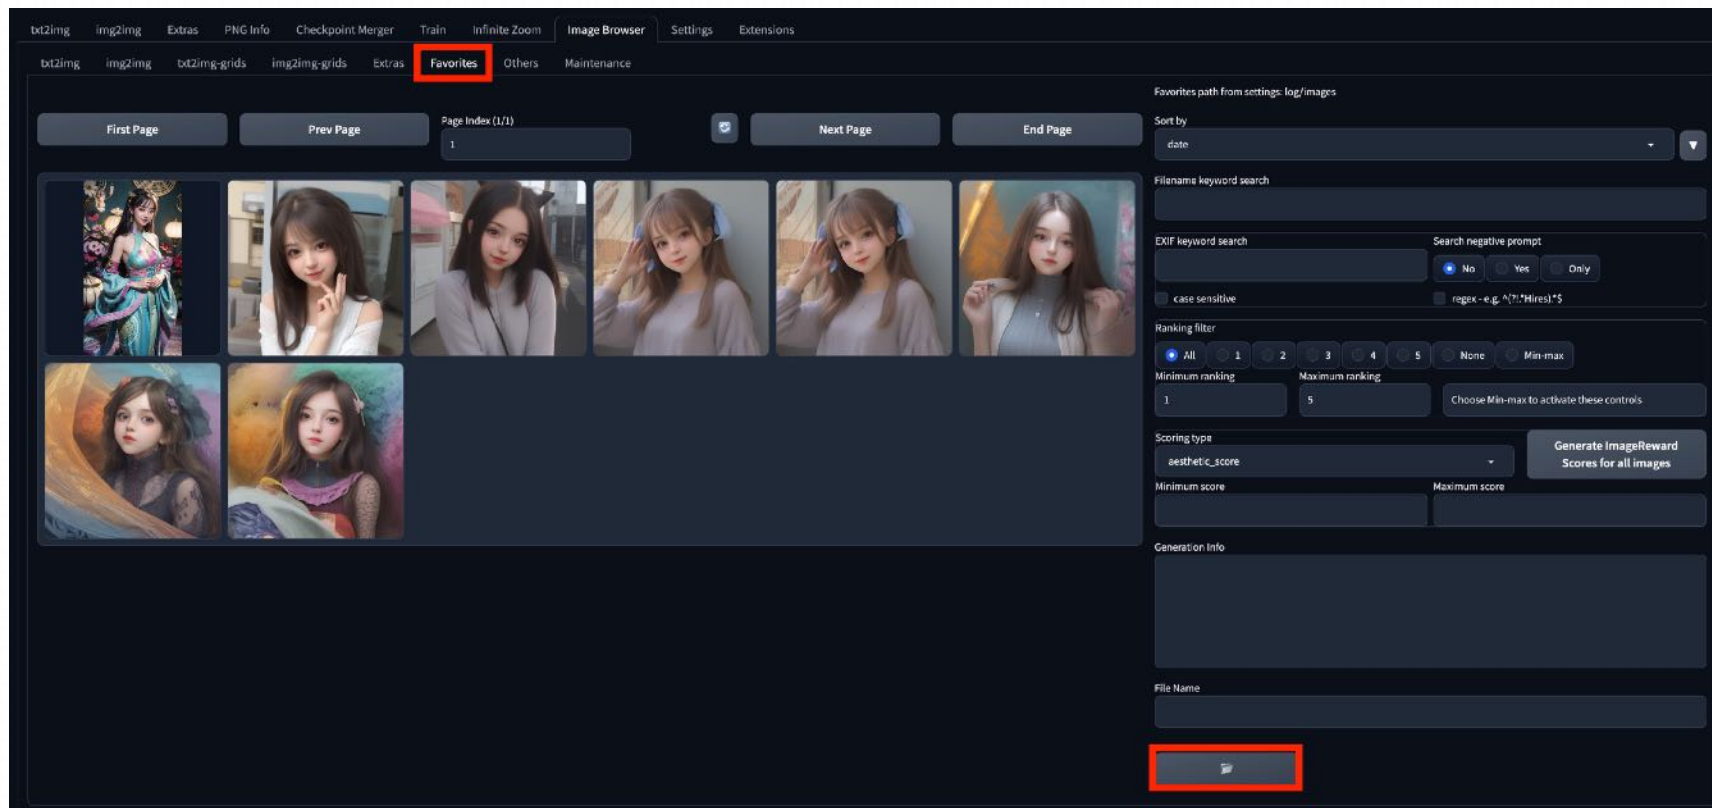 txt2img img2img Extras PNG Info Checkpoint Merger Train Infinite Zoom Image Browser Settings Extensions
txt2img img2img txt2img-grids img2img-grids Extras Favorites Others Maintenance
Favorites path from settings: log/images
First Page Prev Page Page Index (1/1) Next Page End Page
1
Sort by
date
Filename keyword search
EXIF keyword search
Search negative prompt
No Yes Only
case sensitive
regex - e.g. ^(?!.*Hires).*$
Ranking filter
All 1 2 3 4 5 None Min-max
Minimum ranking Maximum ranking
1 5 Choose Min-max to activate these controls
Scoring type
aesthetic_score
Generate ImageReward
Scores for all images
Minimum score Maximum score
Generation Info
File Name